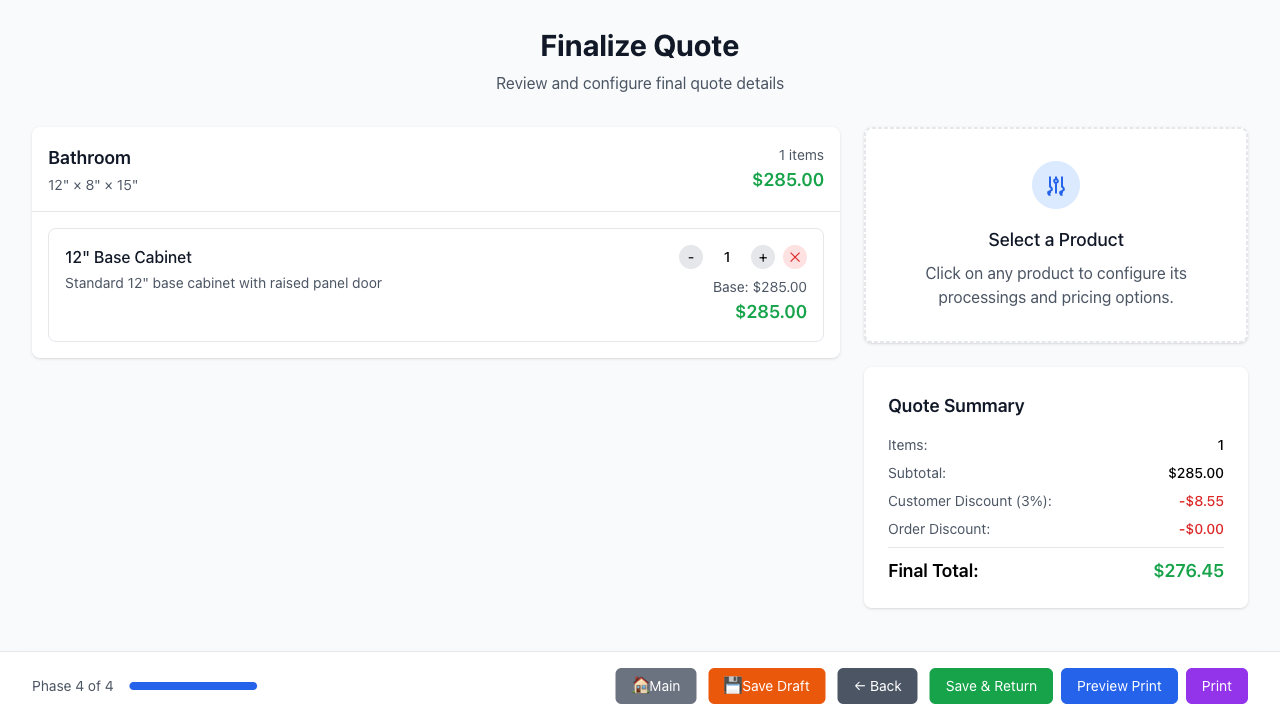 Finalize Quote
Review and configure final quote details
Bathroom
12" × 8" × 15"
1 items
$285.00
12" Base Cabinet
Standard 12" base cabinet with raised panel door
- 1 +
Base: $285.00
$285.00
Select a Product
Click on any product to configure its
processings and pricing options.
Quote Summary
Items: 1
Subtotal: $285.00
Customer Discount (3%): -$8.55
Order Discount: -$0.00
Final Total: $276.45
Phase 4 of 4
Main
Save Draft
← Back
Save & Return
Preview Print
Print